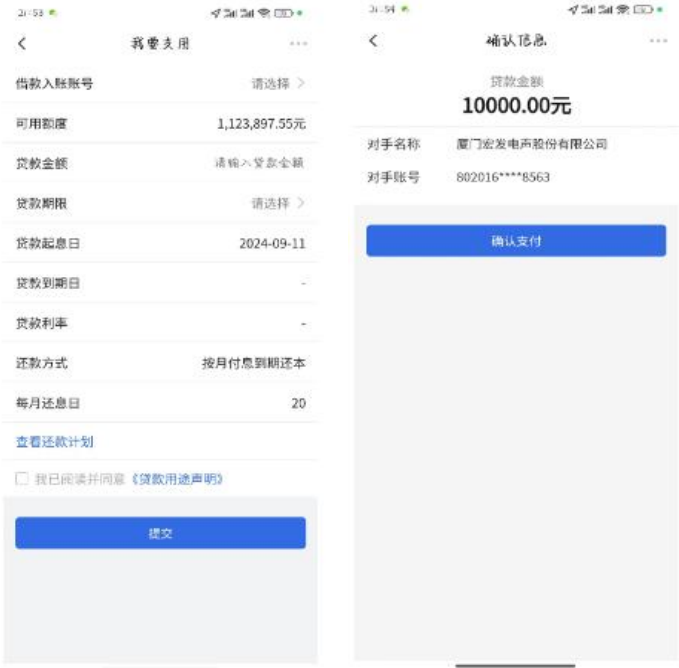 21:53
我要支用
借款入账账号 请选择
可用额度 1,123,897.55元
贷款金额 请输入贷款金额
贷款期限 请选择
贷款起息日 2024-09-11
贷款到期日 -
贷款利率 -
还款方式 按月付息到期还本
每月还息日 20
查看还款计划
我已阅读并同意《贷款用途声明》
提交
21:54
确认信息
贷款金额
10000.00元
对手名称 厦门宏发电声股份有限公司
对手账号 802016****8563
确认支付